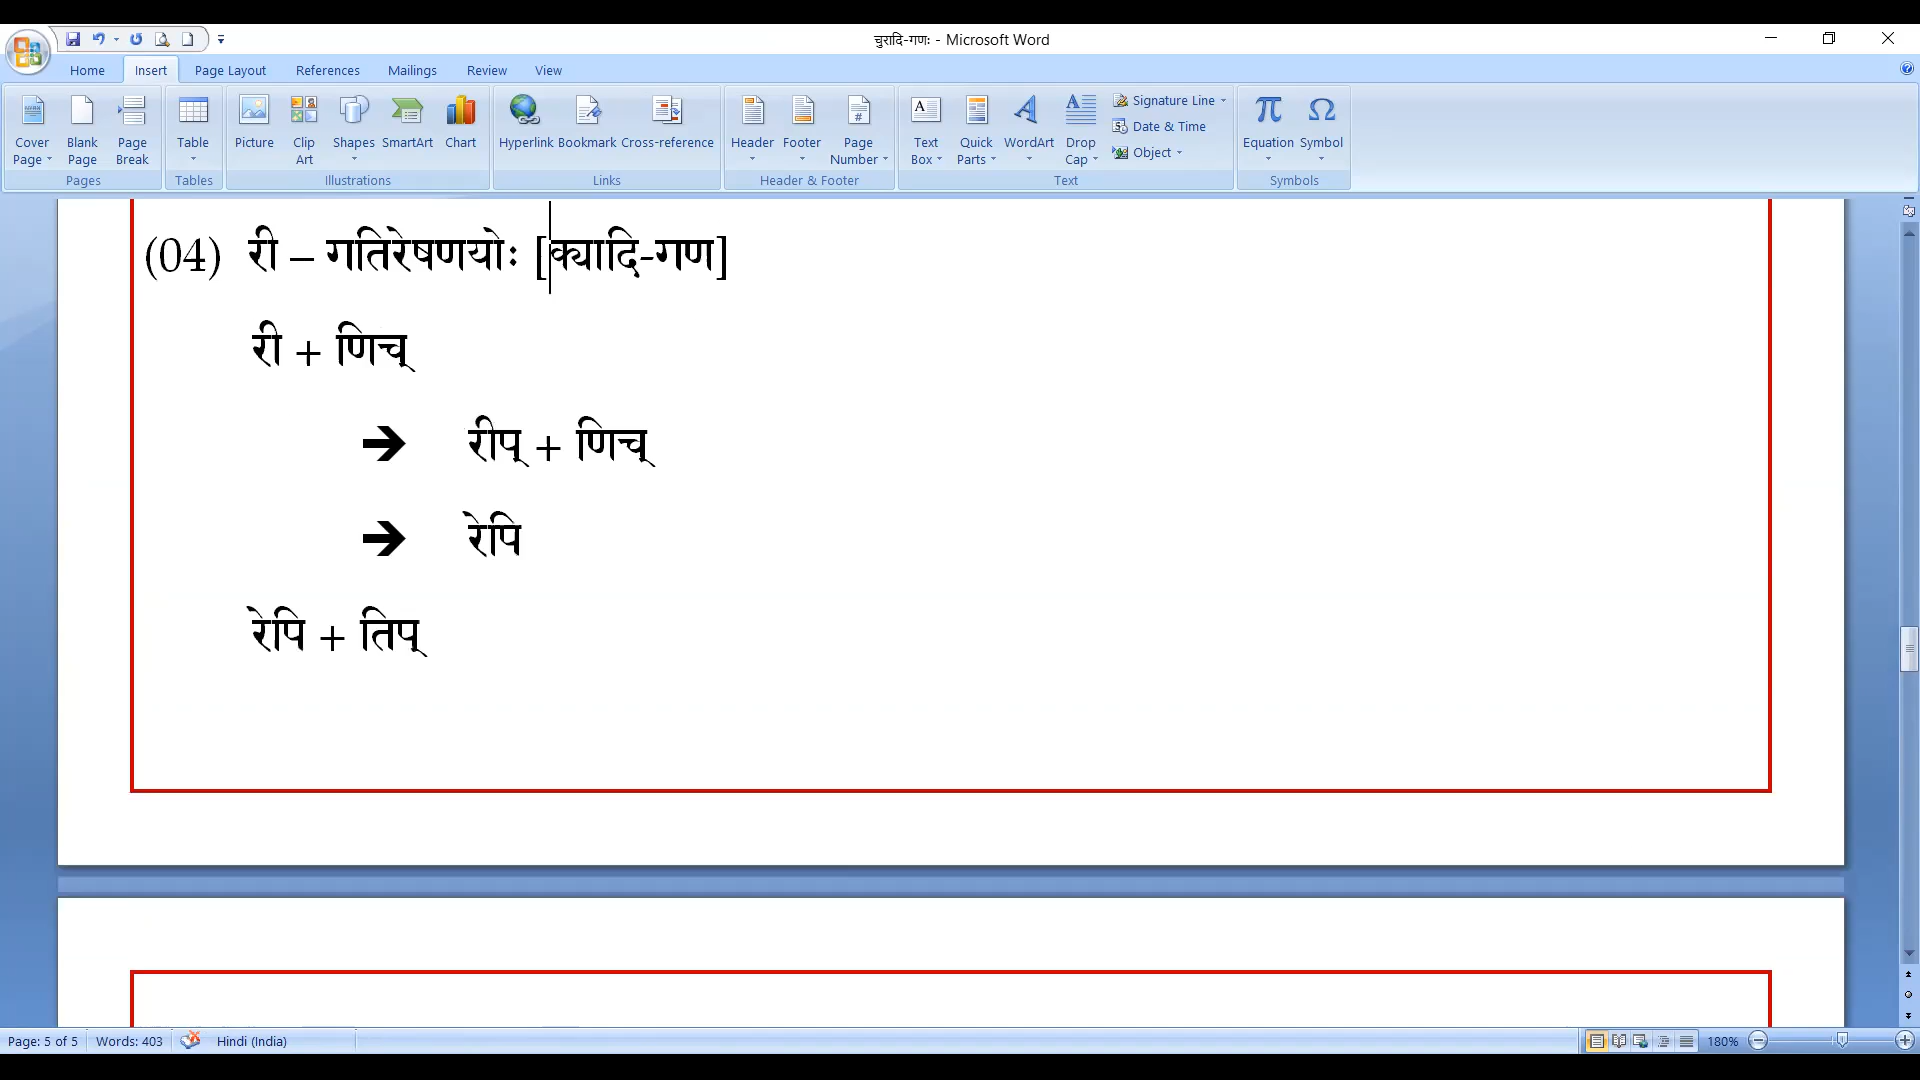 चुरादि-गणः - Microsoft Word
Home Insert Page Layout References Mailings Review View
Cover Page Blank Page Page Break Table Picture Clip Art Shapes SmartArt Chart Hyperlink Bookmark Cross-reference Header Footer Page Number Text Box Quick Parts WordArt Drop Cap Signature Line Date & Time Object Equation Symbol
Pages Tables Illustrations Links Header & Footer Text Symbols
(04) री – गतिरेषणयोः [क्यादि-गण]
री + णिच्
➔ रीप् + णिच्
➔ रेपि
रेपि + तिप्
Page: 5 of 5 Words: 403 Hindi (India) 180%